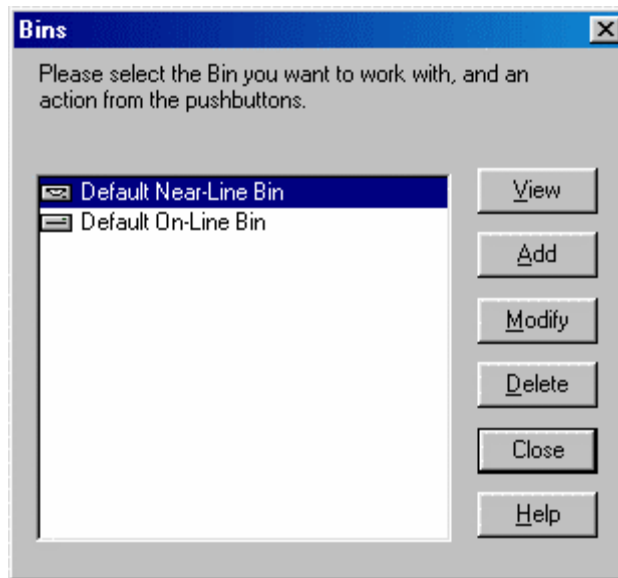 Bins
Please select the Bin you want to work with, and an
action from the pushbuttons.
Default Near-Line Bin
Default On-Line Bin
View
Add
Modify
Delete
Close
Help